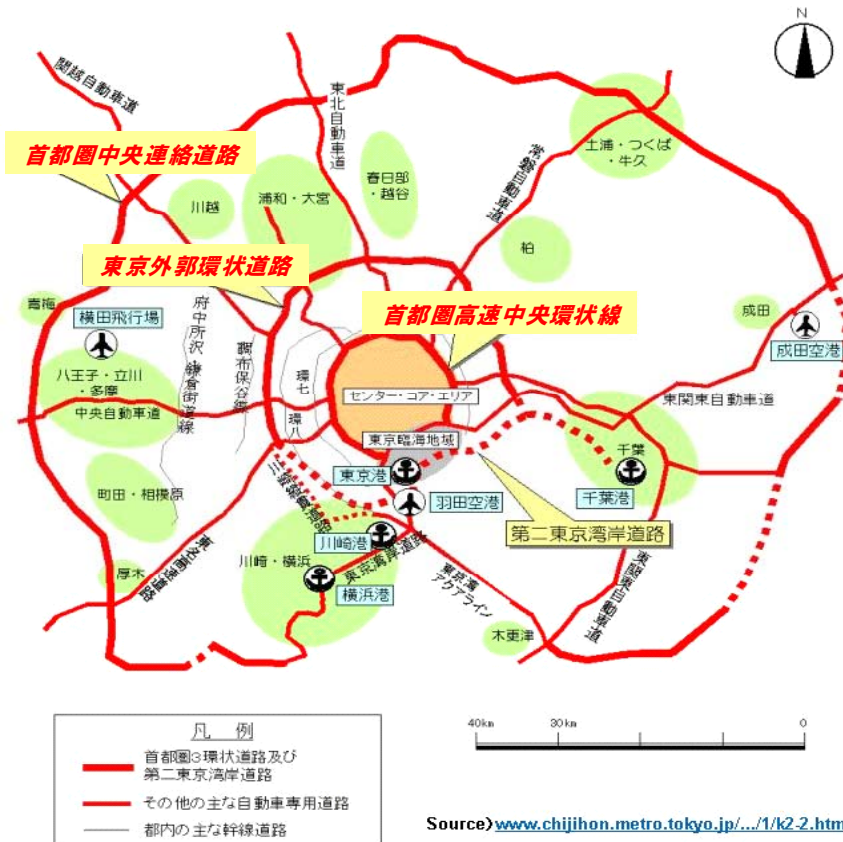 N
関越自動車道
東北自動車道
首都圏中央連絡道路
土浦・つくば
・牛久
春日部
・越谷
常磐自動車道
川越
浦和・大宮
柏
東京外郭環状道路
首都圏高速中央環状線
青梅
横田飛行場
府中所沢・鎌倉街道線
調布保谷線
成田
成田空港
八王子・立川
・多摩
環七
センター・コア・エリア
東関東自動車道
中央自動車道
環八
東京臨海地域
千葉
東京港
町田・相模原
羽田空港
千葉港
第二東京湾岸道路
川崎港
川崎・横浜
東京湾岸道路
東名高速道路
厚木
横浜港
東京湾
アクアライン
東関東自動車道
木更津
凡 例
首都圏3環状道路及び
第二東京湾岸道路
その他の主な自動車専用道路
都内の主な幹線道路
40km
30km
0
Source)www.chijihon.metro.tokyo.jp/.../1/k2-2.htm